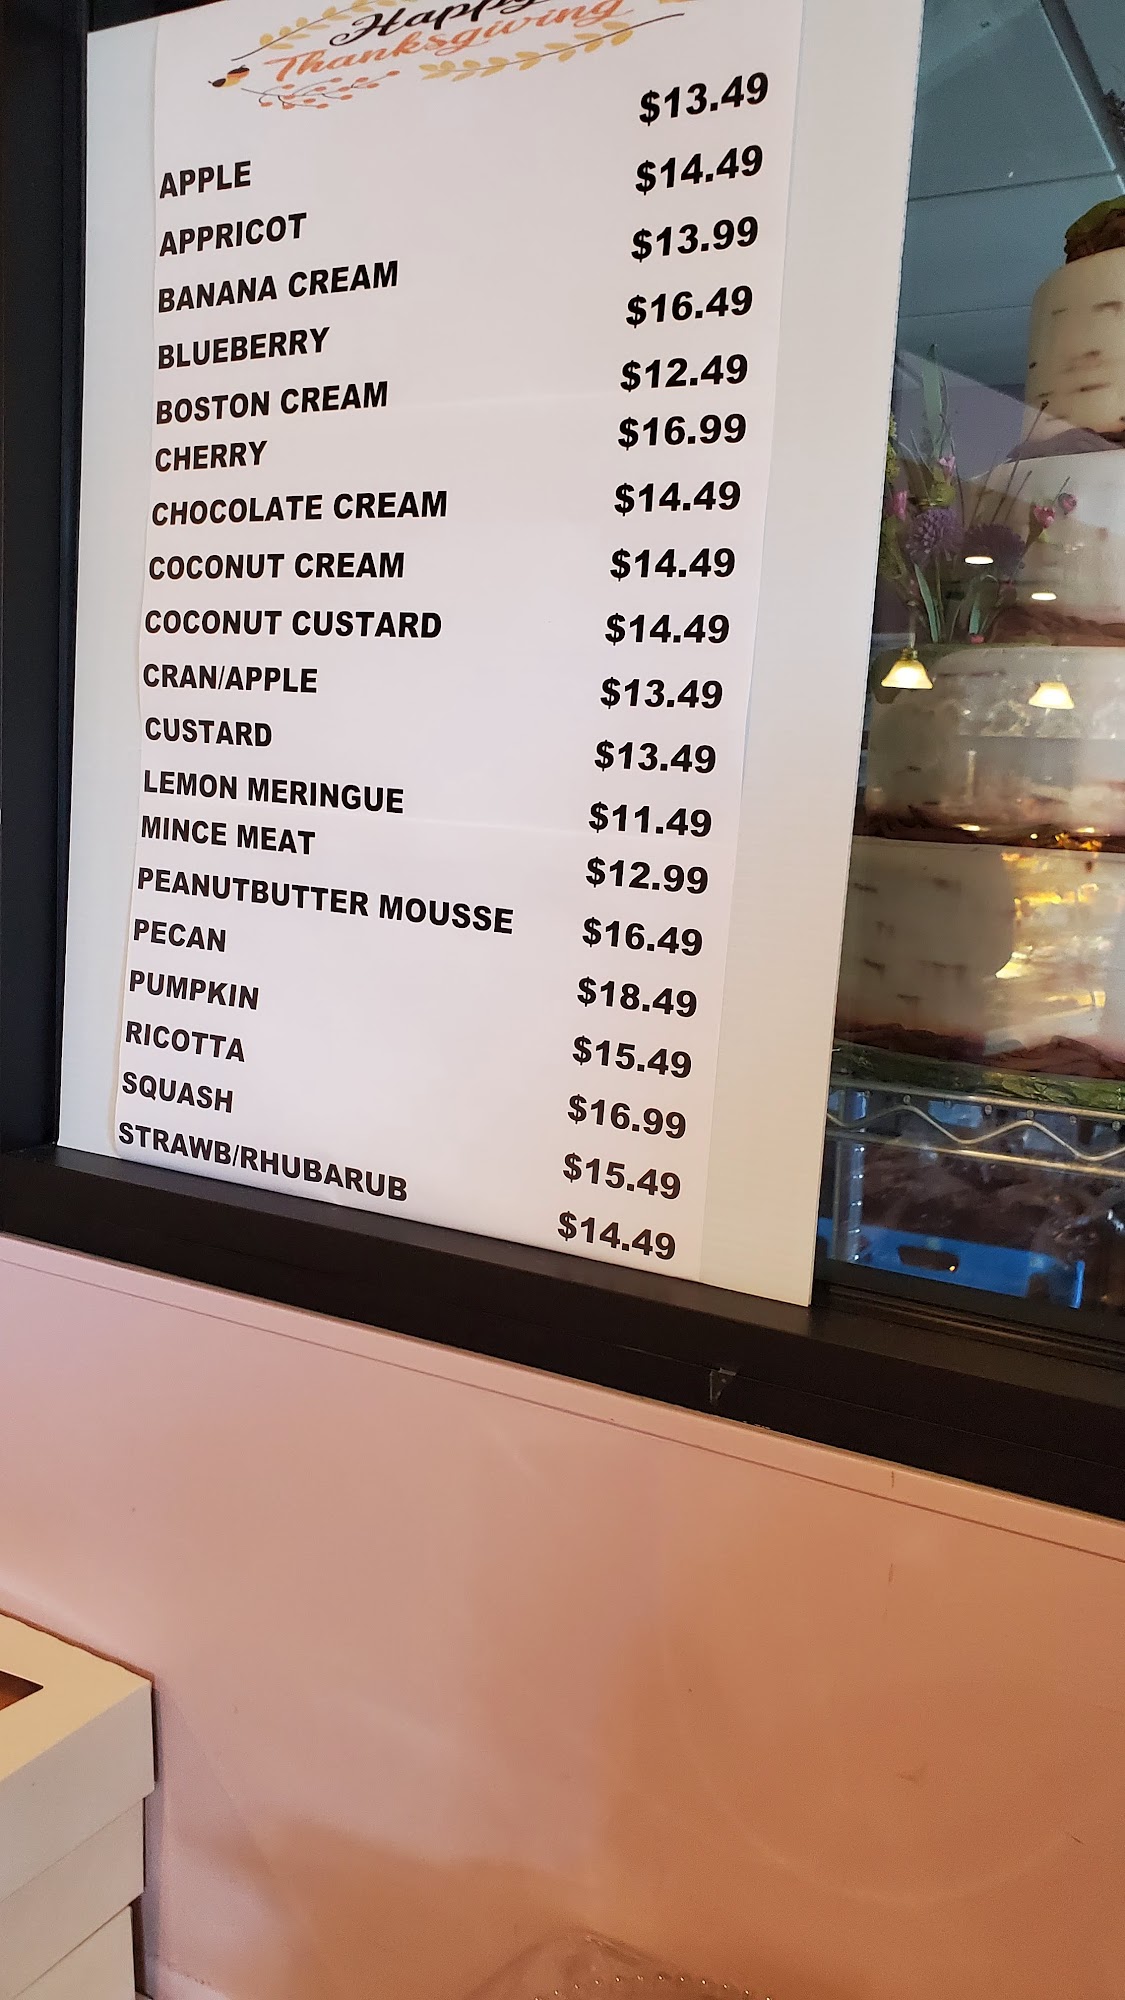 Happy
Thanksgiving
APPLE $13.49
APPRICOT $14.49
BANANA CREAM $13.99
BLUEBERRY $16.49
BOSTON CREAM $12.49
CHERRY $16.99
CHOCOLATE CREAM $14.49
COCONUT CREAM $14.49
COCONUT CUSTARD $14.49
CRAN/APPLE $13.49
CUSTARD $13.49
LEMON MERINGUE $11.49
MINCE MEAT $12.99
PEANUTBUTTER MOUSSE $16.49
PECAN $18.49
PUMPKIN $15.49
RICOTTA $16.99
SQUASH $15.49
STRAWB/RHUBARUB $14.49